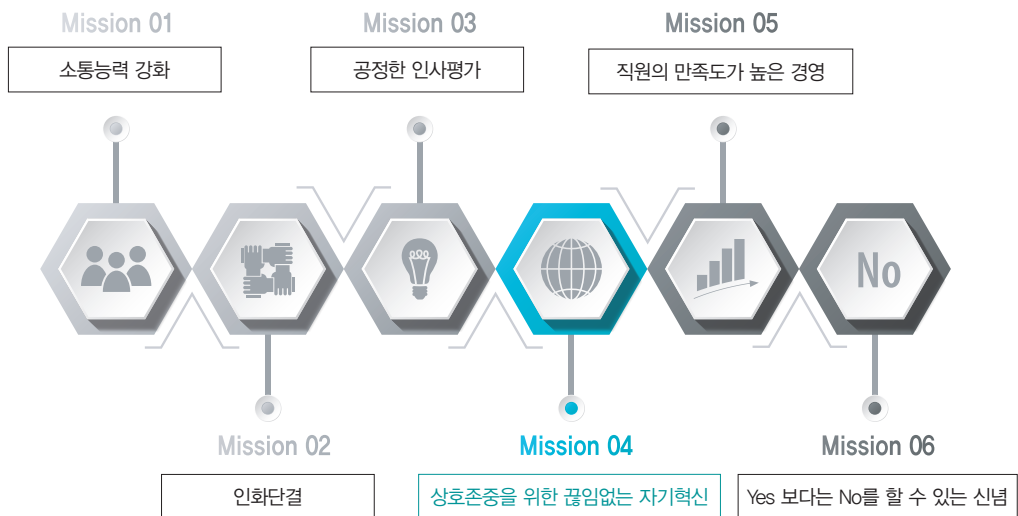 Mission 01
소통능력 강화
Mission 03
공정한 인사평가
Mission 05
직원의 만족도가 높은 경영
No
Mission 02
인화단결
Mission 04
상호존중을 위한 끊임없는 자기혁신
Mission 06
Yes 보다는 No를 할 수 있는 신념